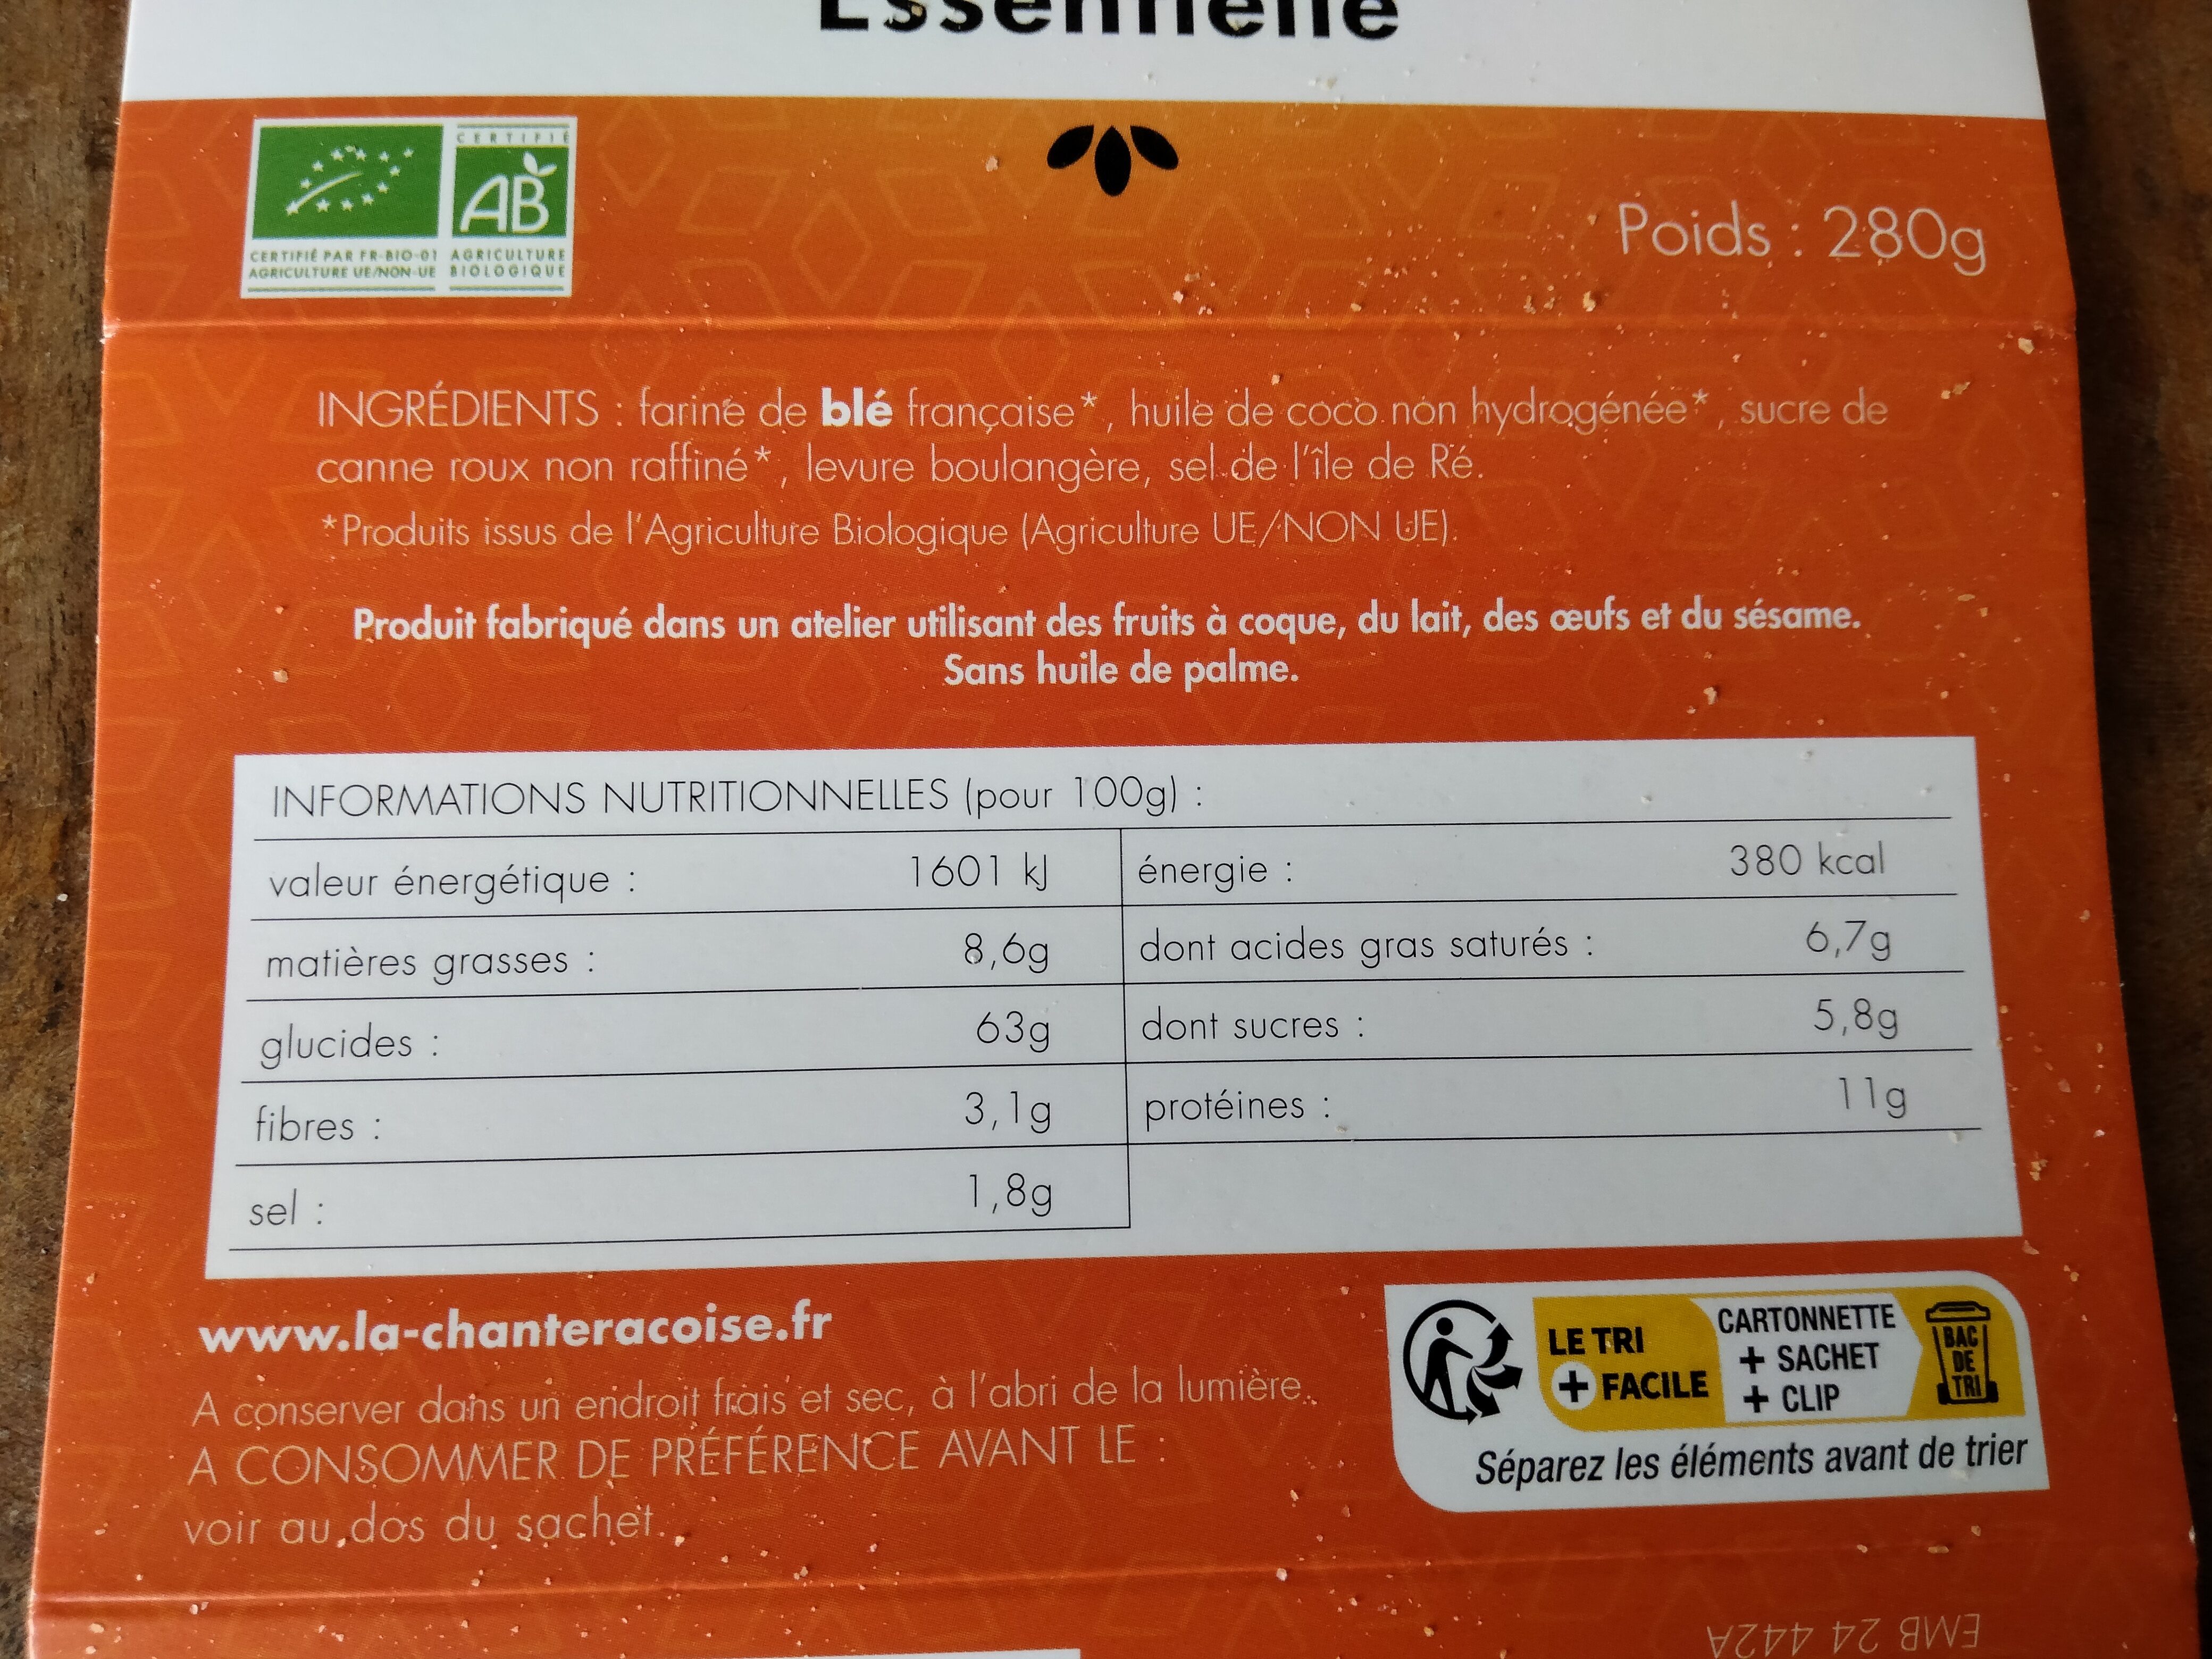 Essentielle
CERTIFIÉ
AB
CERTIFIÉ PAR FR-BIO-01
AGRICULTURE UE/NON-UE
AGRICULTURE
BIOLOGIQUE
Poids : 280g
INGRÉDIENTS : farine de blé française*, huile de coco non hydrogénée*, sucre de
canne roux non raffiné*, levure boulangère, sel de l'île de Ré.
*Produits issus de l'Agriculture Biologique (Agriculture UE/NON UE).
Produit fabriqué dans un atelier utilisant des fruits à coque, du lait, des œufs et du sésame.
Sans huile de palme.
INFORMATIONS NUTRITIONNELLES (pour 100g) :
valeur énergétique : 1601 kJ énergie : 380 kcal
matières grasses : 8,6g dont acides gras saturés : 6,7g
glucides : 63g dont sucres : 5,8g
fibres : 3,1g protéines : 11g
sel : 1,8g
www.la-chanteracoise.fr
A conserver dans un endroit frais et sec, à l'abri de la lumière.
A CONSOMMER DE PRÉFÉRENCE AVANT LE :
voir au dos du sachet.
LE TRI
+ FACILE
CARTONNETTE
+ SACHET
+ CLIP
BAC
DE
TRI
Séparez les éléments avant de trier
EMB 24 442A